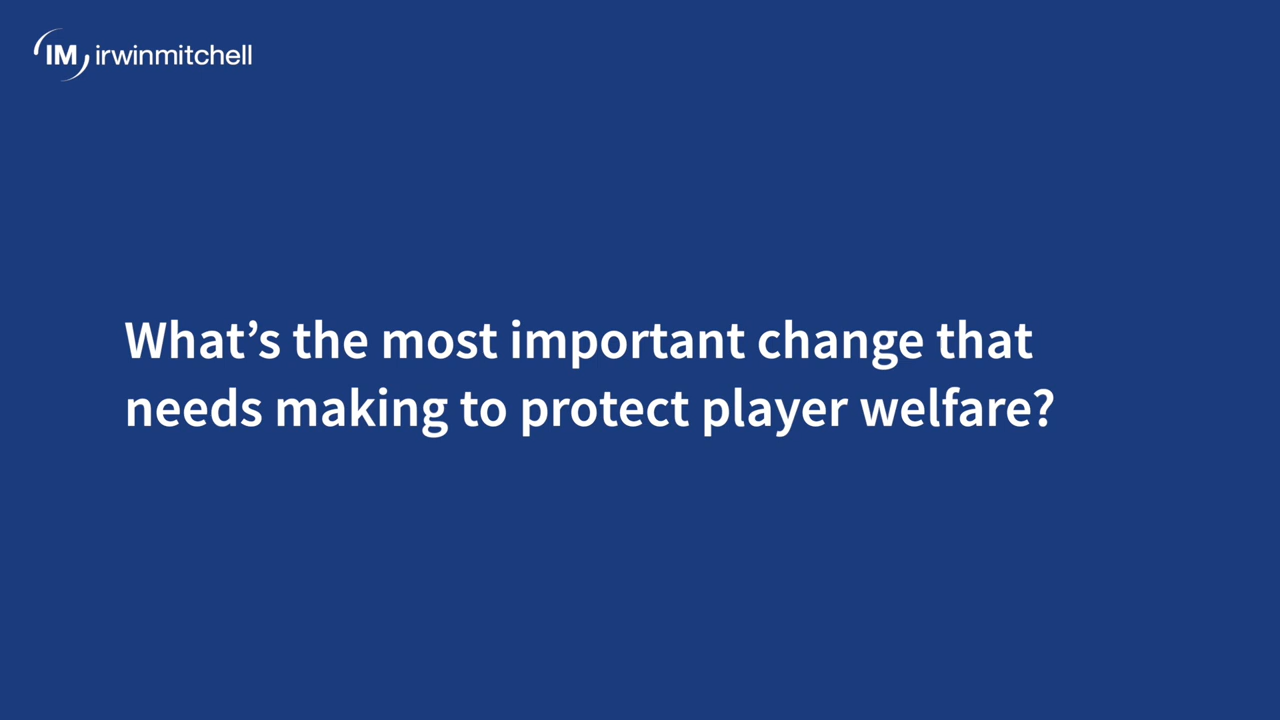 IM irwinmitchell
What’s the most important change that
needs making to protect player welfare?